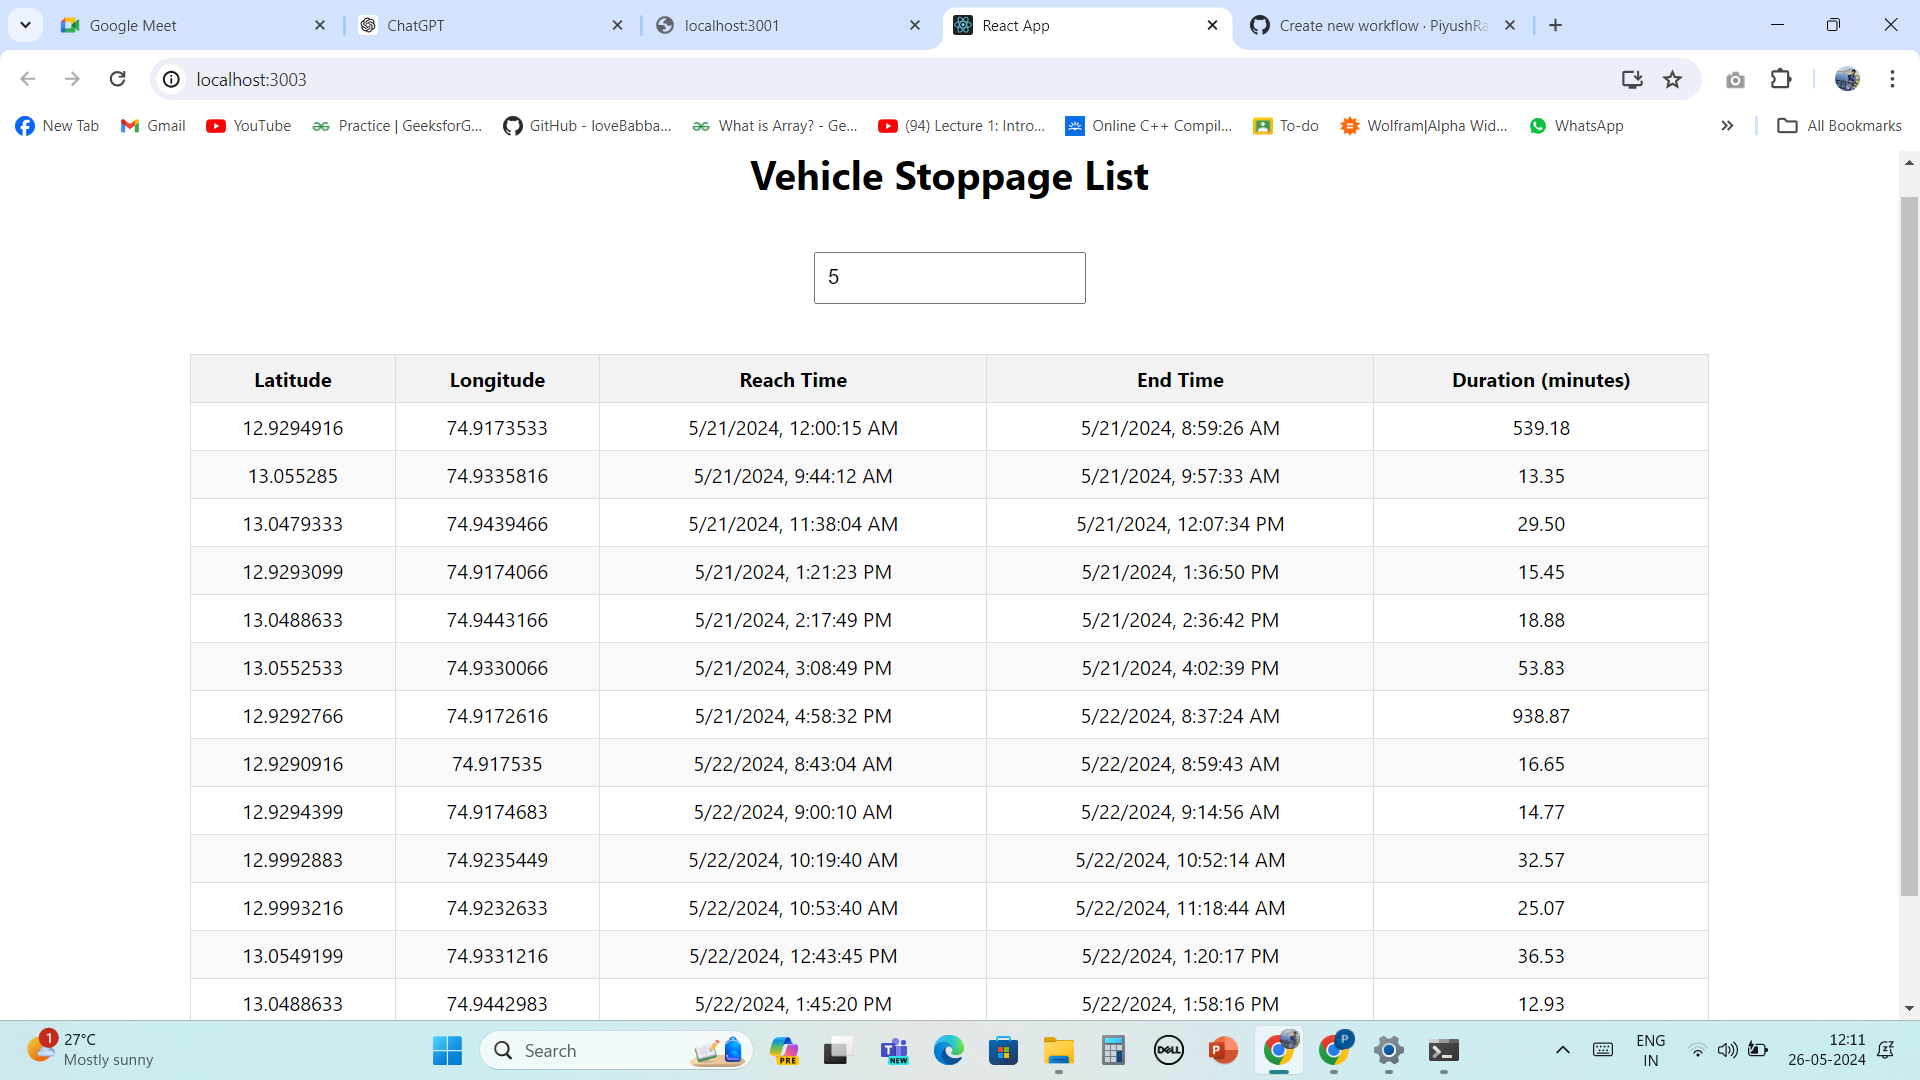 Google Meet
ChatGPT
localhost:3001
React App
Create new workflow · PiyushRa
localhost:3003
New Tab
Gmail
YouTube
Practice | GeeksforG...
GitHub - loveBabba...
What is Array? - Ge...
(94) Lecture 1: Intro...
Online C++ Compil...
To-do
Wolfram|Alpha Wid...
WhatsApp
All Bookmarks
Vehicle Stoppage List
5
Latitude Longitude Reach Time End Time Duration (minutes)
12.9294916 74.9173533 5/21/2024, 12:00:15 AM 5/21/2024, 8:59:26 AM 539.18
13.055285 74.9335816 5/21/2024, 9:44:12 AM 5/21/2024, 9:57:33 AM 13.35
13.0479333 74.9439466 5/21/2024, 11:38:04 AM 5/21/2024, 12:07:34 PM 29.50
12.9293099 74.9174066 5/21/2024, 1:21:23 PM 5/21/2024, 1:36:50 PM 15.45
13.0488633 74.9443166 5/21/2024, 2:17:49 PM 5/21/2024, 2:36:42 PM 18.88
13.0552533 74.9330066 5/21/2024, 3:08:49 PM 5/21/2024, 4:02:39 PM 53.83
12.9292766 74.9172616 5/21/2024, 4:58:32 PM 5/22/2024, 8:37:24 AM 938.87
12.9290916 74.917535 5/22/2024, 8:43:04 AM 5/22/2024, 8:59:43 AM 16.65
12.9294399 74.9174683 5/22/2024, 9:00:10 AM 5/22/2024, 9:14:56 AM 14.77
12.9992883 74.9235449 5/22/2024, 10:19:40 AM 5/22/2024, 10:52:14 AM 32.57
12.9993216 74.9232633 5/22/2024, 10:53:40 AM 5/22/2024, 11:18:44 AM 25.07
13.0549199 74.9331216 5/22/2024, 12:43:45 PM 5/22/2024, 1:20:17 PM 36.53
13.0488633 74.9442983 5/22/2024, 1:45:20 PM 5/22/2024, 1:58:16 PM 12.93
1
27°C
Mostly sunny
Search
PRE
NEW
DELL
P
P
ENG
IN
12:11
26-05-2024